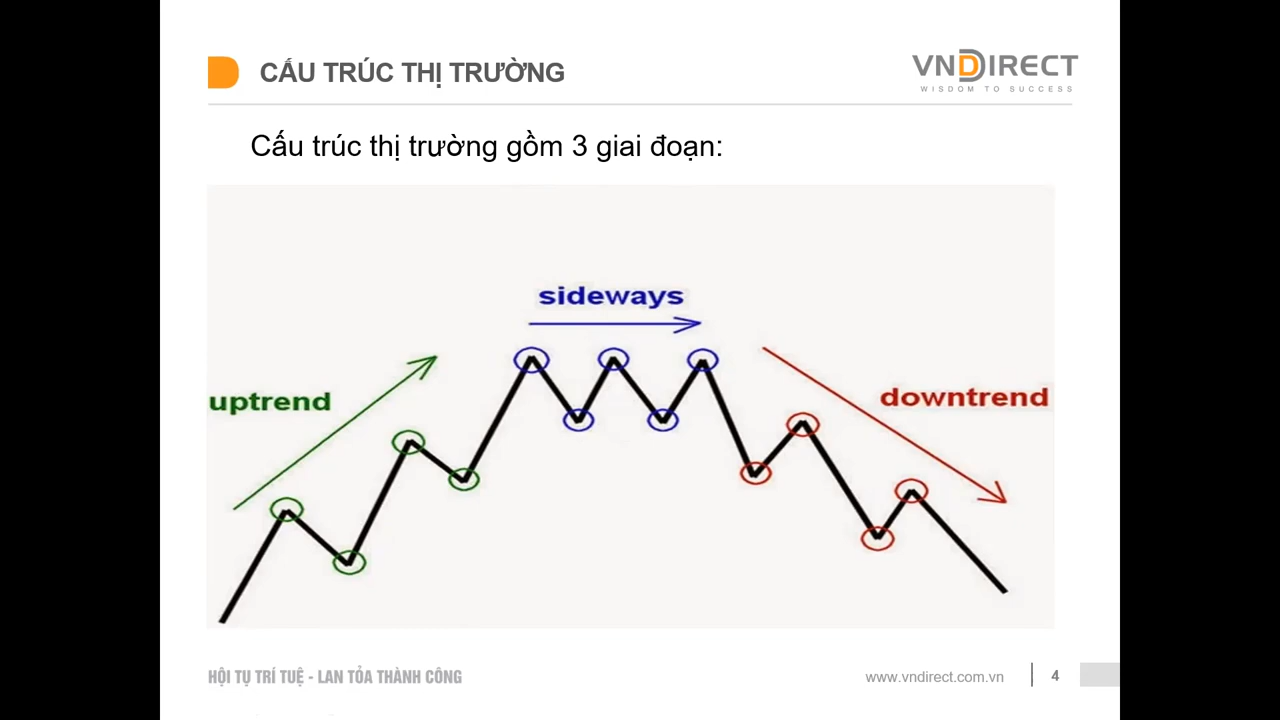 CẤU TRÚC THỊ TRƯỜNG
VNDIRECT
WISDOM TO SUCCESS
Cấu trúc thị trường gồm 3 giai đoạn:
sideways
uptrend
downtrend
HỘI TỤ TRÍ TUỆ - LAN TỎA THÀNH CÔNG
www.vndirect.com.vn
4